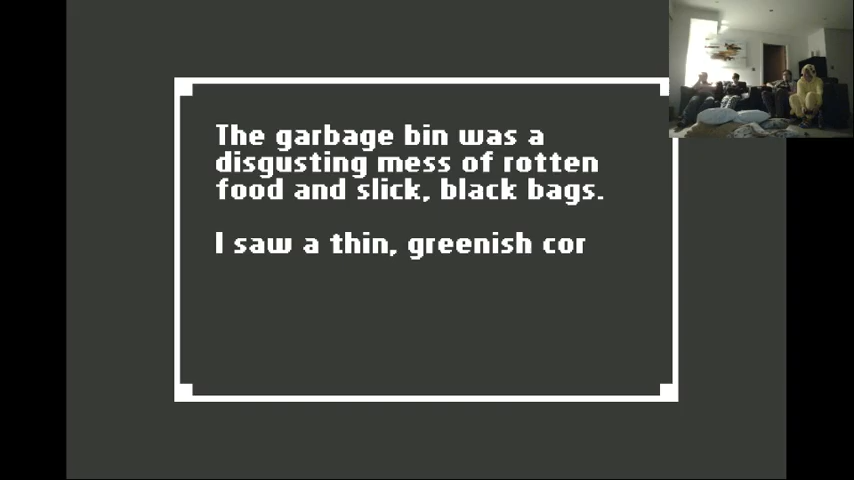 The garbage bin was a
disgusting mess of rotten
food and slick, black bags.
I saw a thin, greenish cor